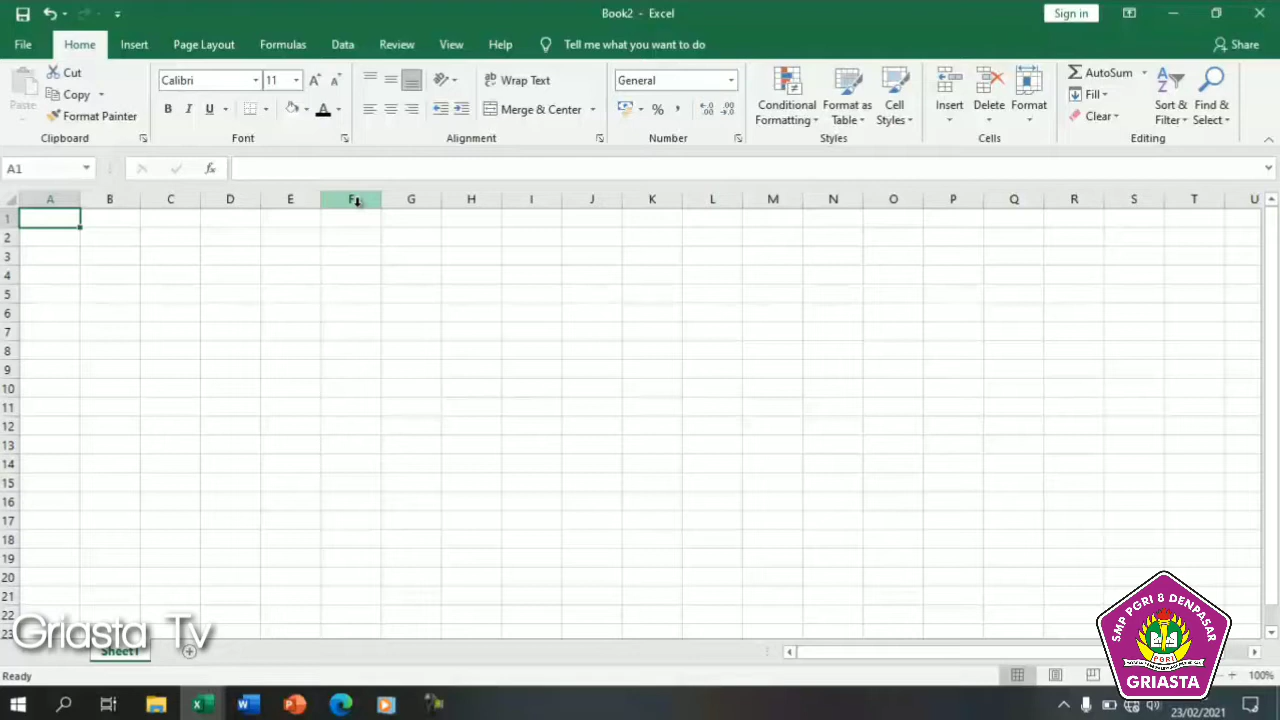 Book2 - Excel
Sign in
File Home Insert Page Layout Formulas Data Review View Help Tell me what you want to do Share
Paste
Cut
Copy
Format Painter
Clipboard
Calibri 11
B I U
Font
Wrap Text
Merge & Center
Alignment
General
%
Number
Conditional Formatting
Format as Table
Cell Styles
Styles
Insert Delete Format
Cells
AutoSum
Fill
Clear
Sort & Filter
Find & Select
Editing
A1
fx
A B C D E F G H I J K L M N O P Q R S T U
1
2
3
4
5
6
7
8
9
10
11
12
13
14
15
16
17
18
19
20
21
22
23
Griasta Tv
Sheet1
SMP PGRI 8 DENPASAR
PGRI
GRIASTA
Ready
100%
23/02/2021